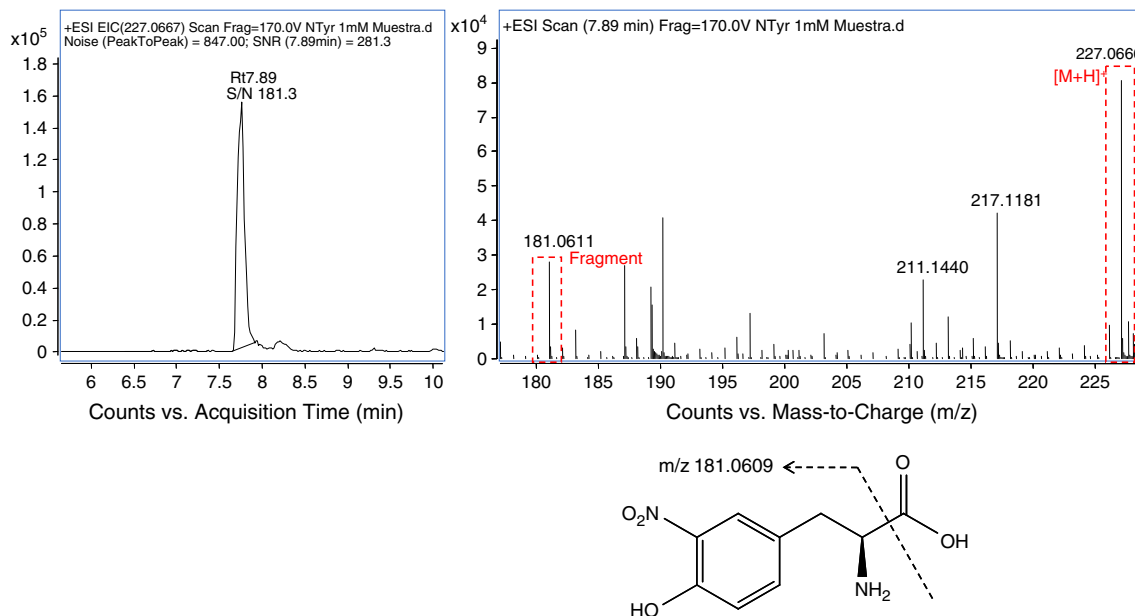 +ESI EIC(227.0667) Scan Frag=170.0V NTyr 1mM Muestra.d
Noise (PeakToPeak) = 847.00; SNR (7.89min) = 281.3
x10⁵
Rt7.89
S/N 181.3
1.8
1.6
1.4
1.2
1
0.8
0.6
0.4
0.2
0
6 6.5 7 7.5 8 8.5 9 9.5 10
Counts vs. Acquisition Time (min)
+ESI Scan (7.89 min) Frag=170.0V NTyr 1mM Muestra.d
x10⁴
9
8
7
6
5
4
3
2
1
0
227.0660
[M+H]⁺
217.1181
181.0611
Fragment
211.1440
180 185 190 195 200 205 210 215 220 225
Counts vs. Mass-to-Charge (m/z)
m/z 181.0609
O
O₂N
OH
NH₂
HO